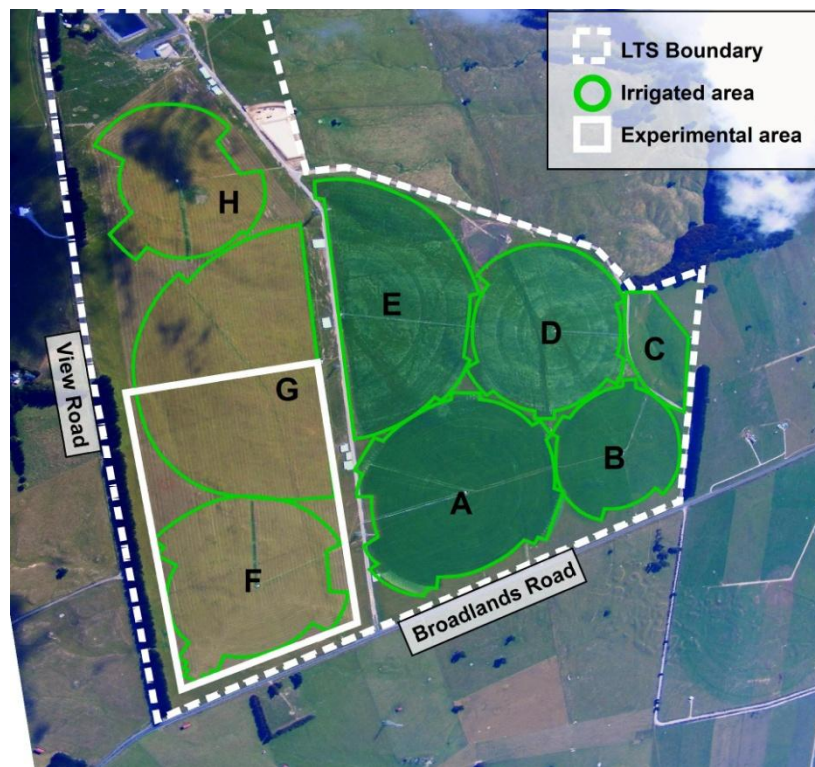 LTS Boundary
Irrigated area
Experimental area
H
E
D
C
View Road
G
B
A
F
Broadlands Road